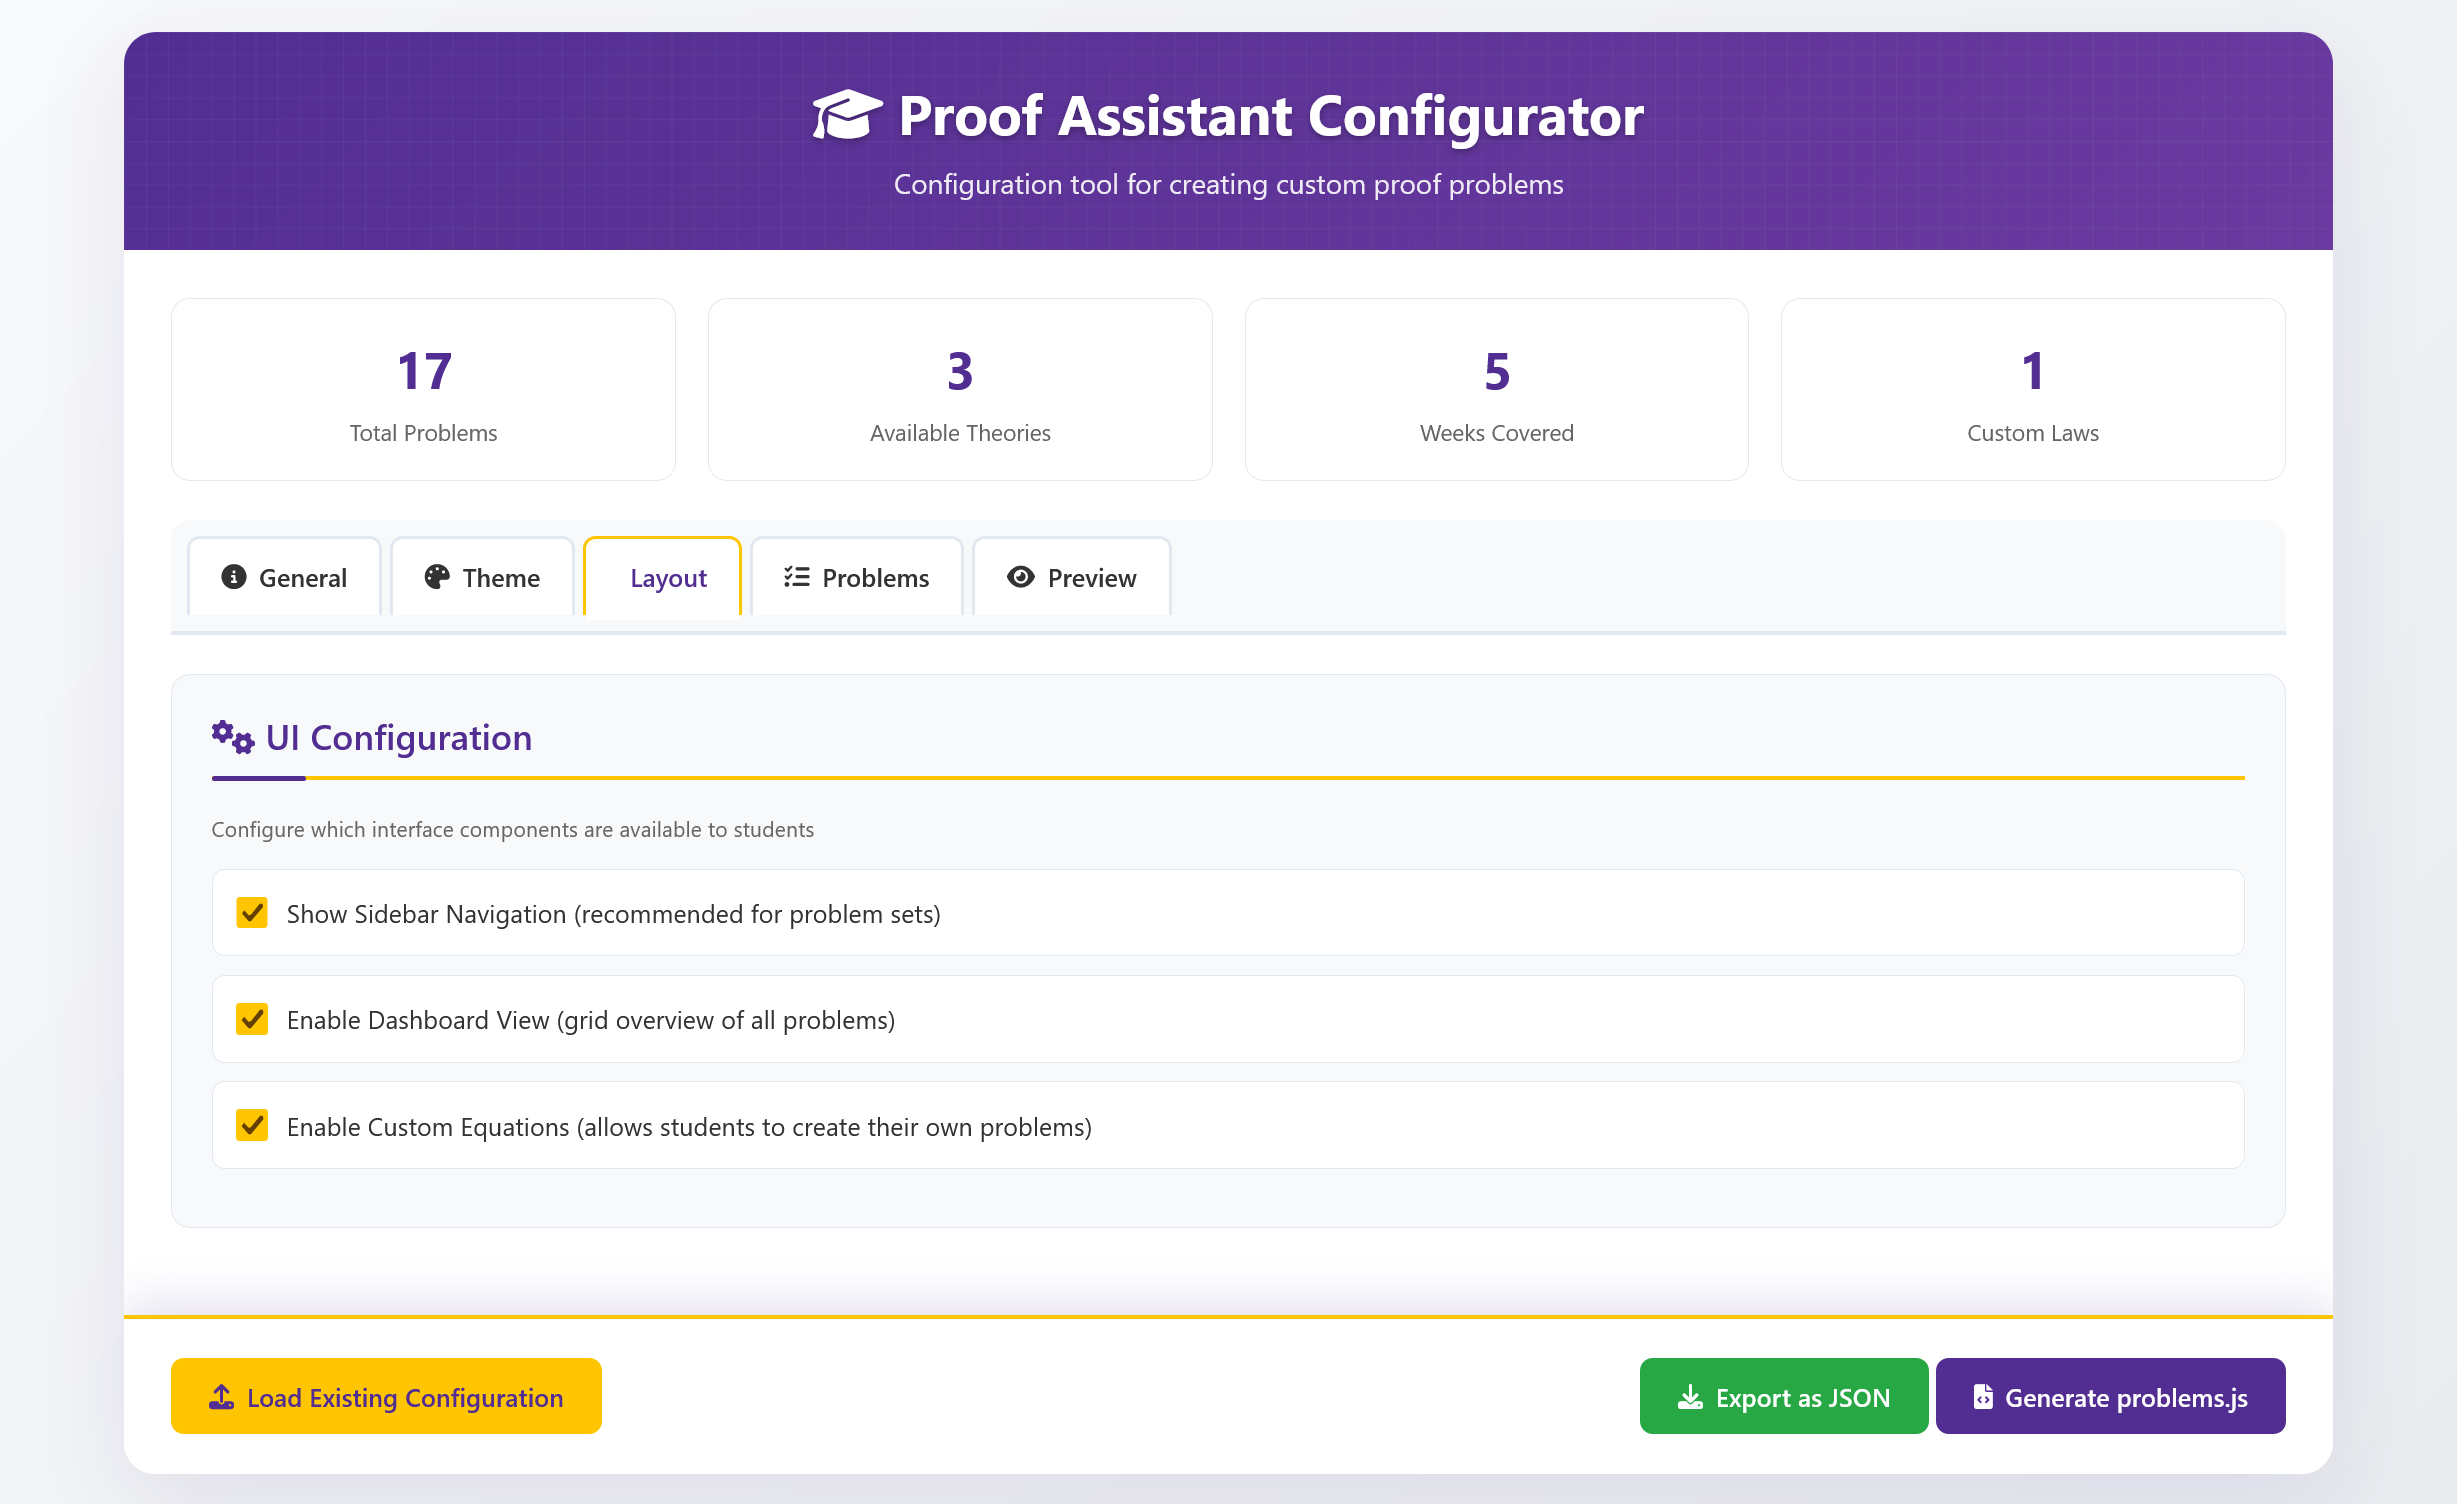 Proof Assistant Configurator
Configuration tool for creating custom proof problems
17
Total Problems
3
Available Theories
5
Weeks Covered
1
Custom Laws
General
Theme
Layout
Problems
Preview
UI Configuration
Configure which interface components are available to students
Show Sidebar Navigation (recommended for problem sets)
Enable Dashboard View (grid overview of all problems)
Enable Custom Equations (allows students to create their own problems)
Load Existing Configuration
Export as JSON
Generate problems.js